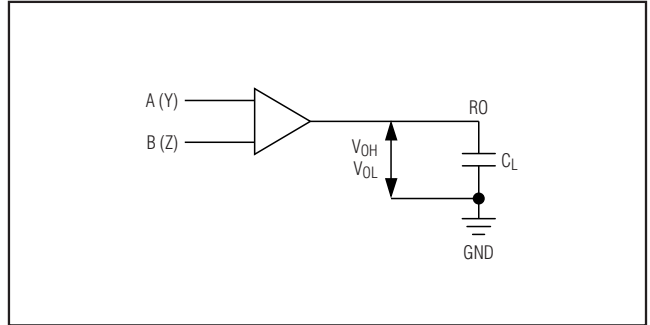 A (Y)
B (Z)
RO
VOH
VOL
CL
GND